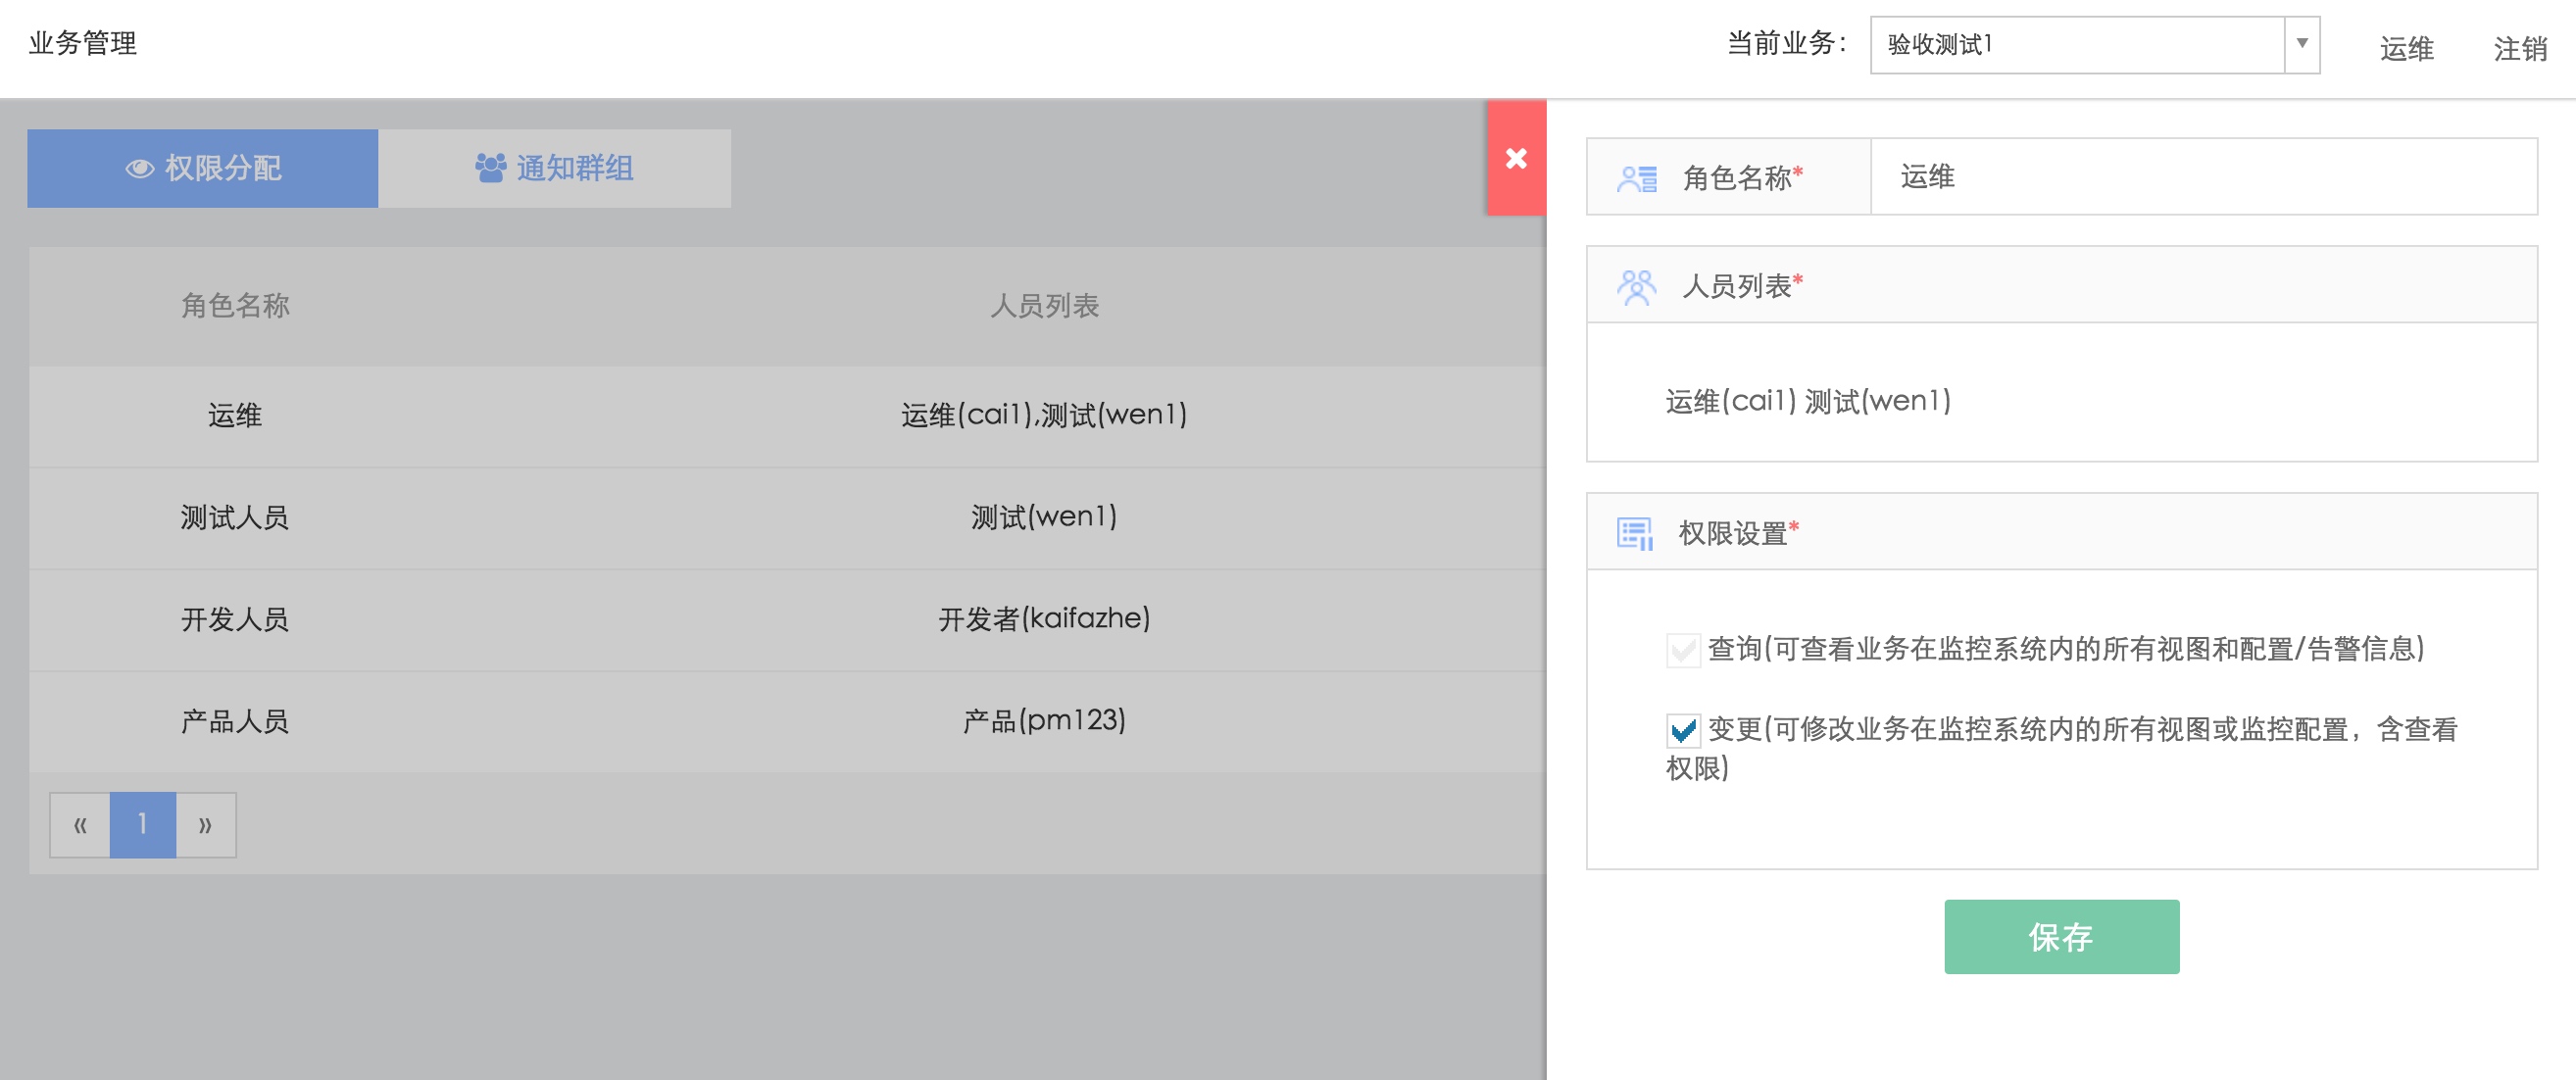 业务管理
当前业务：
验收测试1
运维
注销
权限分配
通知群组
角色名称 人员列表
运维 运维(cai1),测试(wen1)
测试人员 测试(wen1)
开发人员 开发者(kaifazhe)
产品人员 产品(pm123)
« 1 »
角色名称* 运维
人员列表*
运维(cai1) 测试(wen1)
权限设置*
查询(可查看业务在监控系统内的所有视图和配置/告警信息)
变更(可修改业务在监控系统内的所有视图或监控配置，含查看
权限)
保存